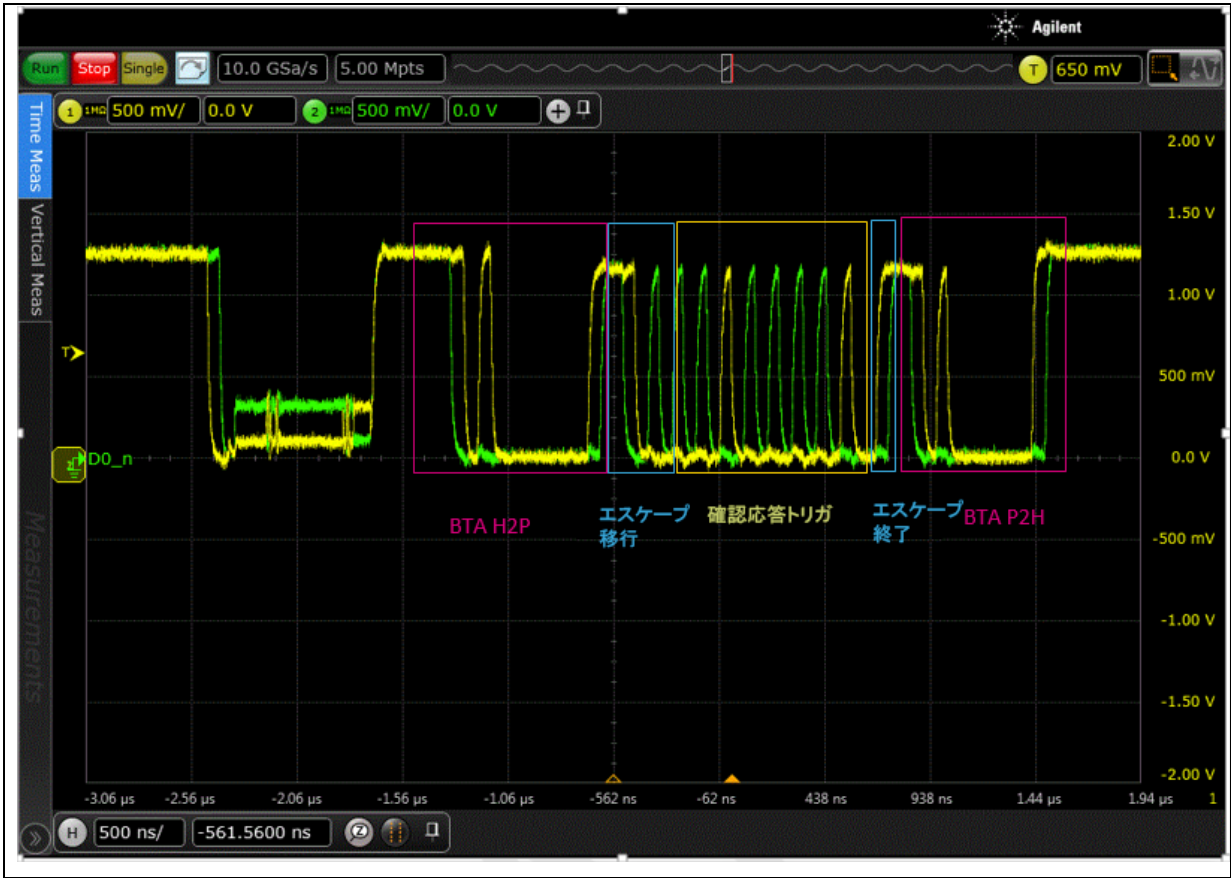 Agilent
Run Stop Single 10.0 GSa/s 5.00 Mpts T 650 mV
1 1MΩ 500 mV/ 0.0 V 2 1MΩ 500 mV/ 0.0 V
Time Meas
Vertical Meas
Measurements
2.00 V
1.50 V
1.00 V
T
500 mV
D0_n
0.0 V
BTA H2P
エスケープ
移行
確認応答トリガ
エスケープ
終了
BTA P2H
-500 mV
-1.00 V
-1.50 V
-2.00 V
-3.06 µs -2.56 µs -2.06 µs -1.56 µs -1.06 µs -562 ns -62 ns 438 ns 938 ns 1.44 µs 1.94 µs 1
H 500 ns/ -561.5600 ns Z